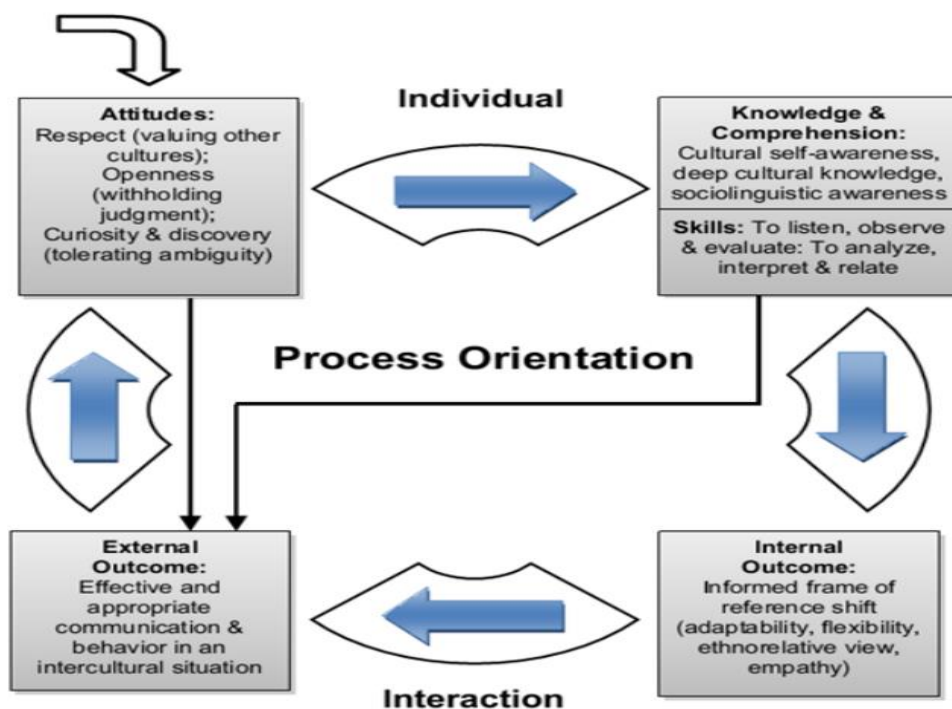 Individual
Attitudes:
Respect (valuing other
cultures);
Openness
(withholding
judgment);
Curiosity & discovery
(tolerating ambiguity)
Knowledge &
Comprehension:
Cultural self-awareness,
deep cultural knowledge,
sociolinguistic awareness
Skills: To listen, observe
& evaluate: To analyze,
interpret & relate
Process Orientation
External
Outcome:
Effective and
appropriate
communication &
behavior in an
intercultural situation
Internal
Outcome:
Informed frame of
reference shift
(adaptability, flexibility,
ethnorelative view,
empathy)
Interaction